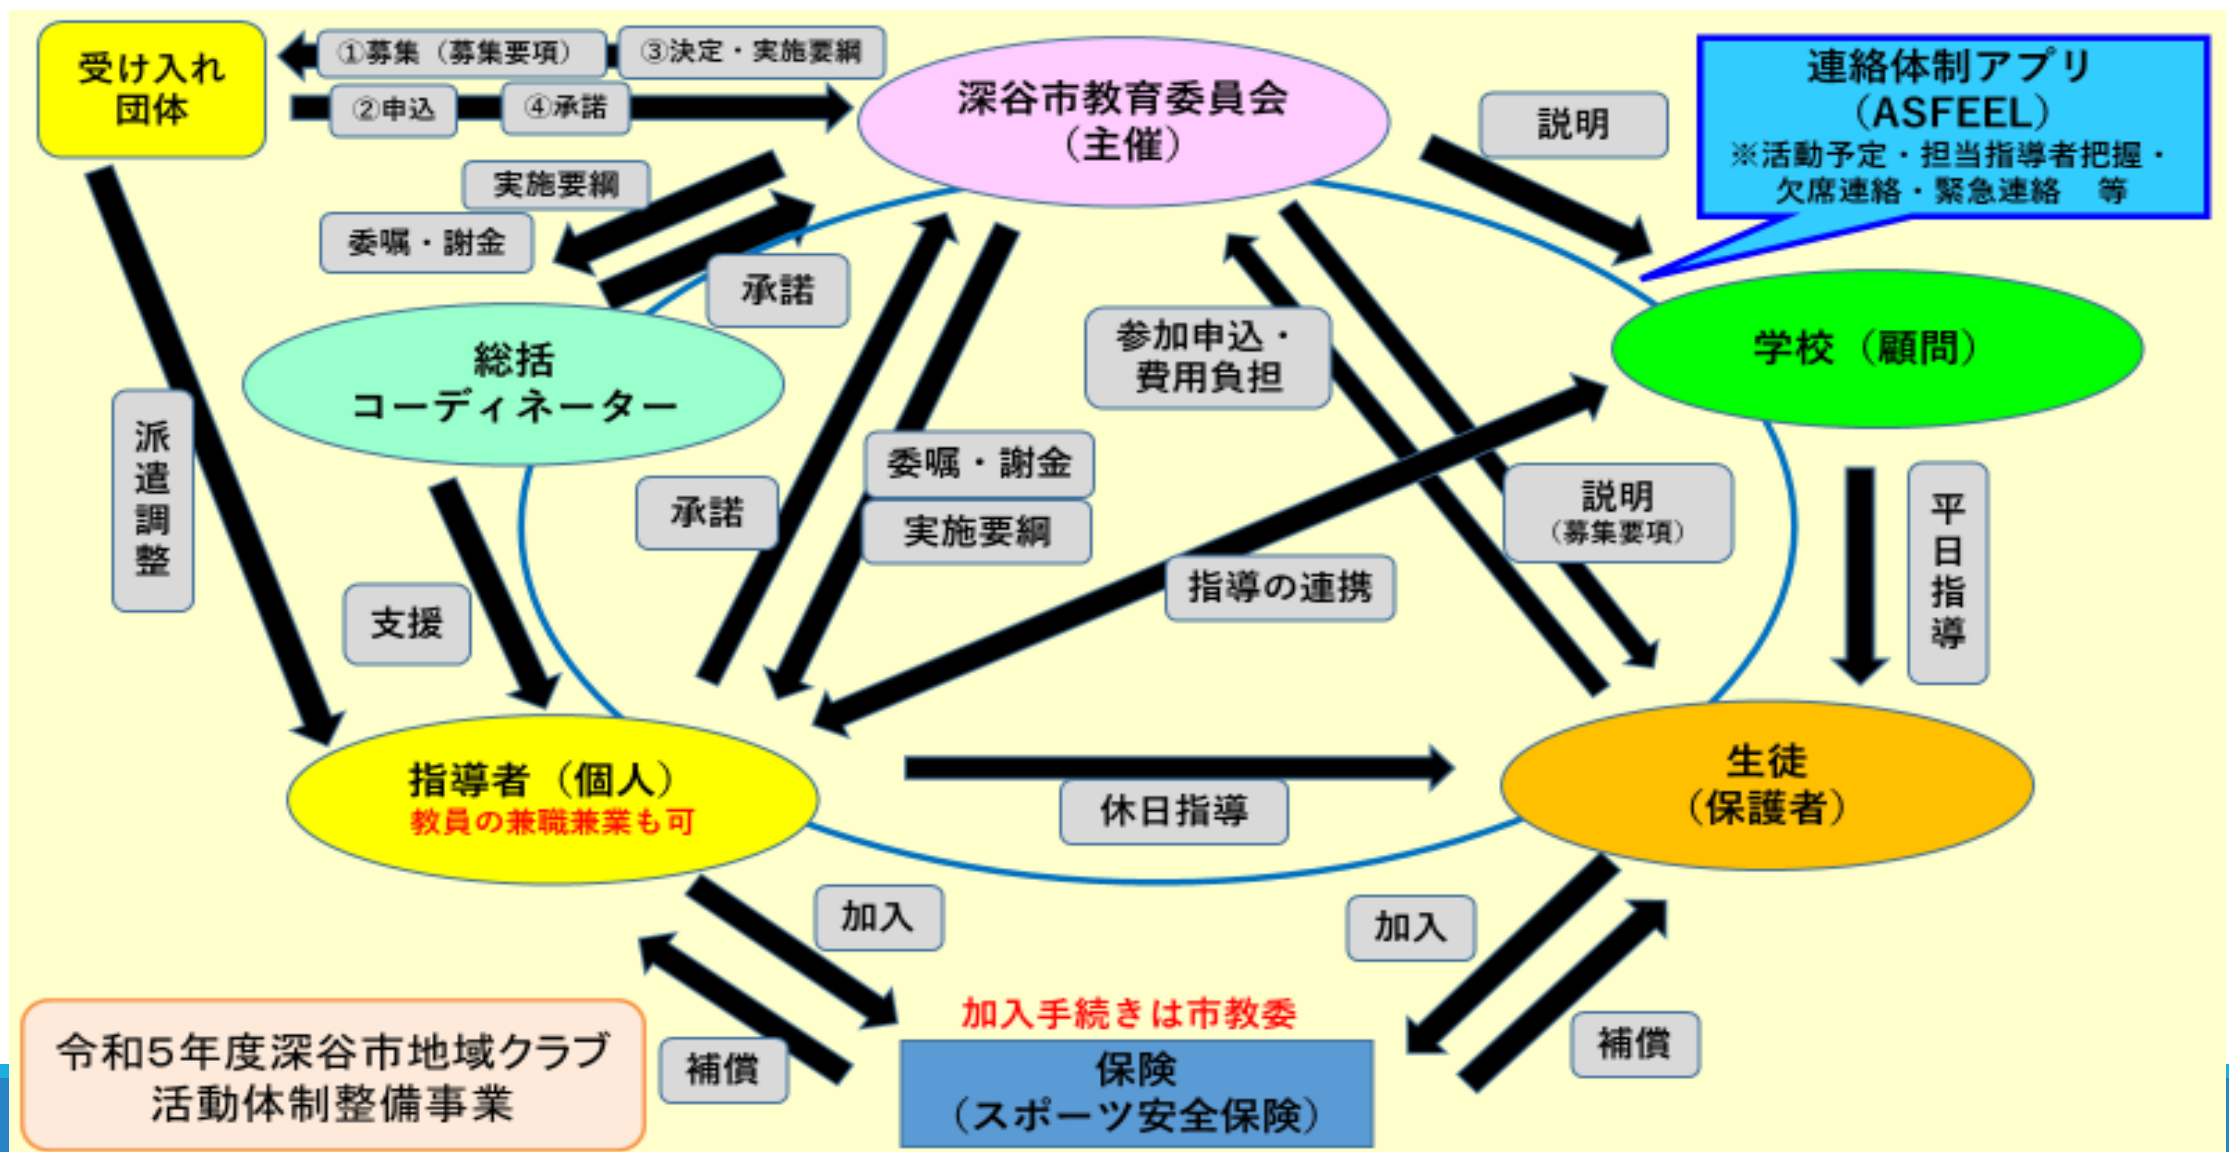 受け入れ
団体
①募集（募集要項）
③決定・実施要綱
②申込
④承諾
深谷市教育委員会
（主催）
説明
連絡体制アプリ
（ASFEEL）
※活動予定・担当指導者把握・
欠席連絡・緊急連絡　等
実施要綱
委嘱・謝金
承諾
総括
コーディネーター
参加申込・
費用負担
学校（顧問）
派遣調整
承諾
委嘱・謝金
実施要綱
説明
（募集要項）
平日指導
支援
指導の連携
指導者（個人）
教員の兼職兼業も可
休日指導
生徒
（保護者）
加入
加入
加入手続きは市教委
補償
補償
保険
（スポーツ安全保険）
令和５年度深谷市地域クラブ
活動体制整備事業